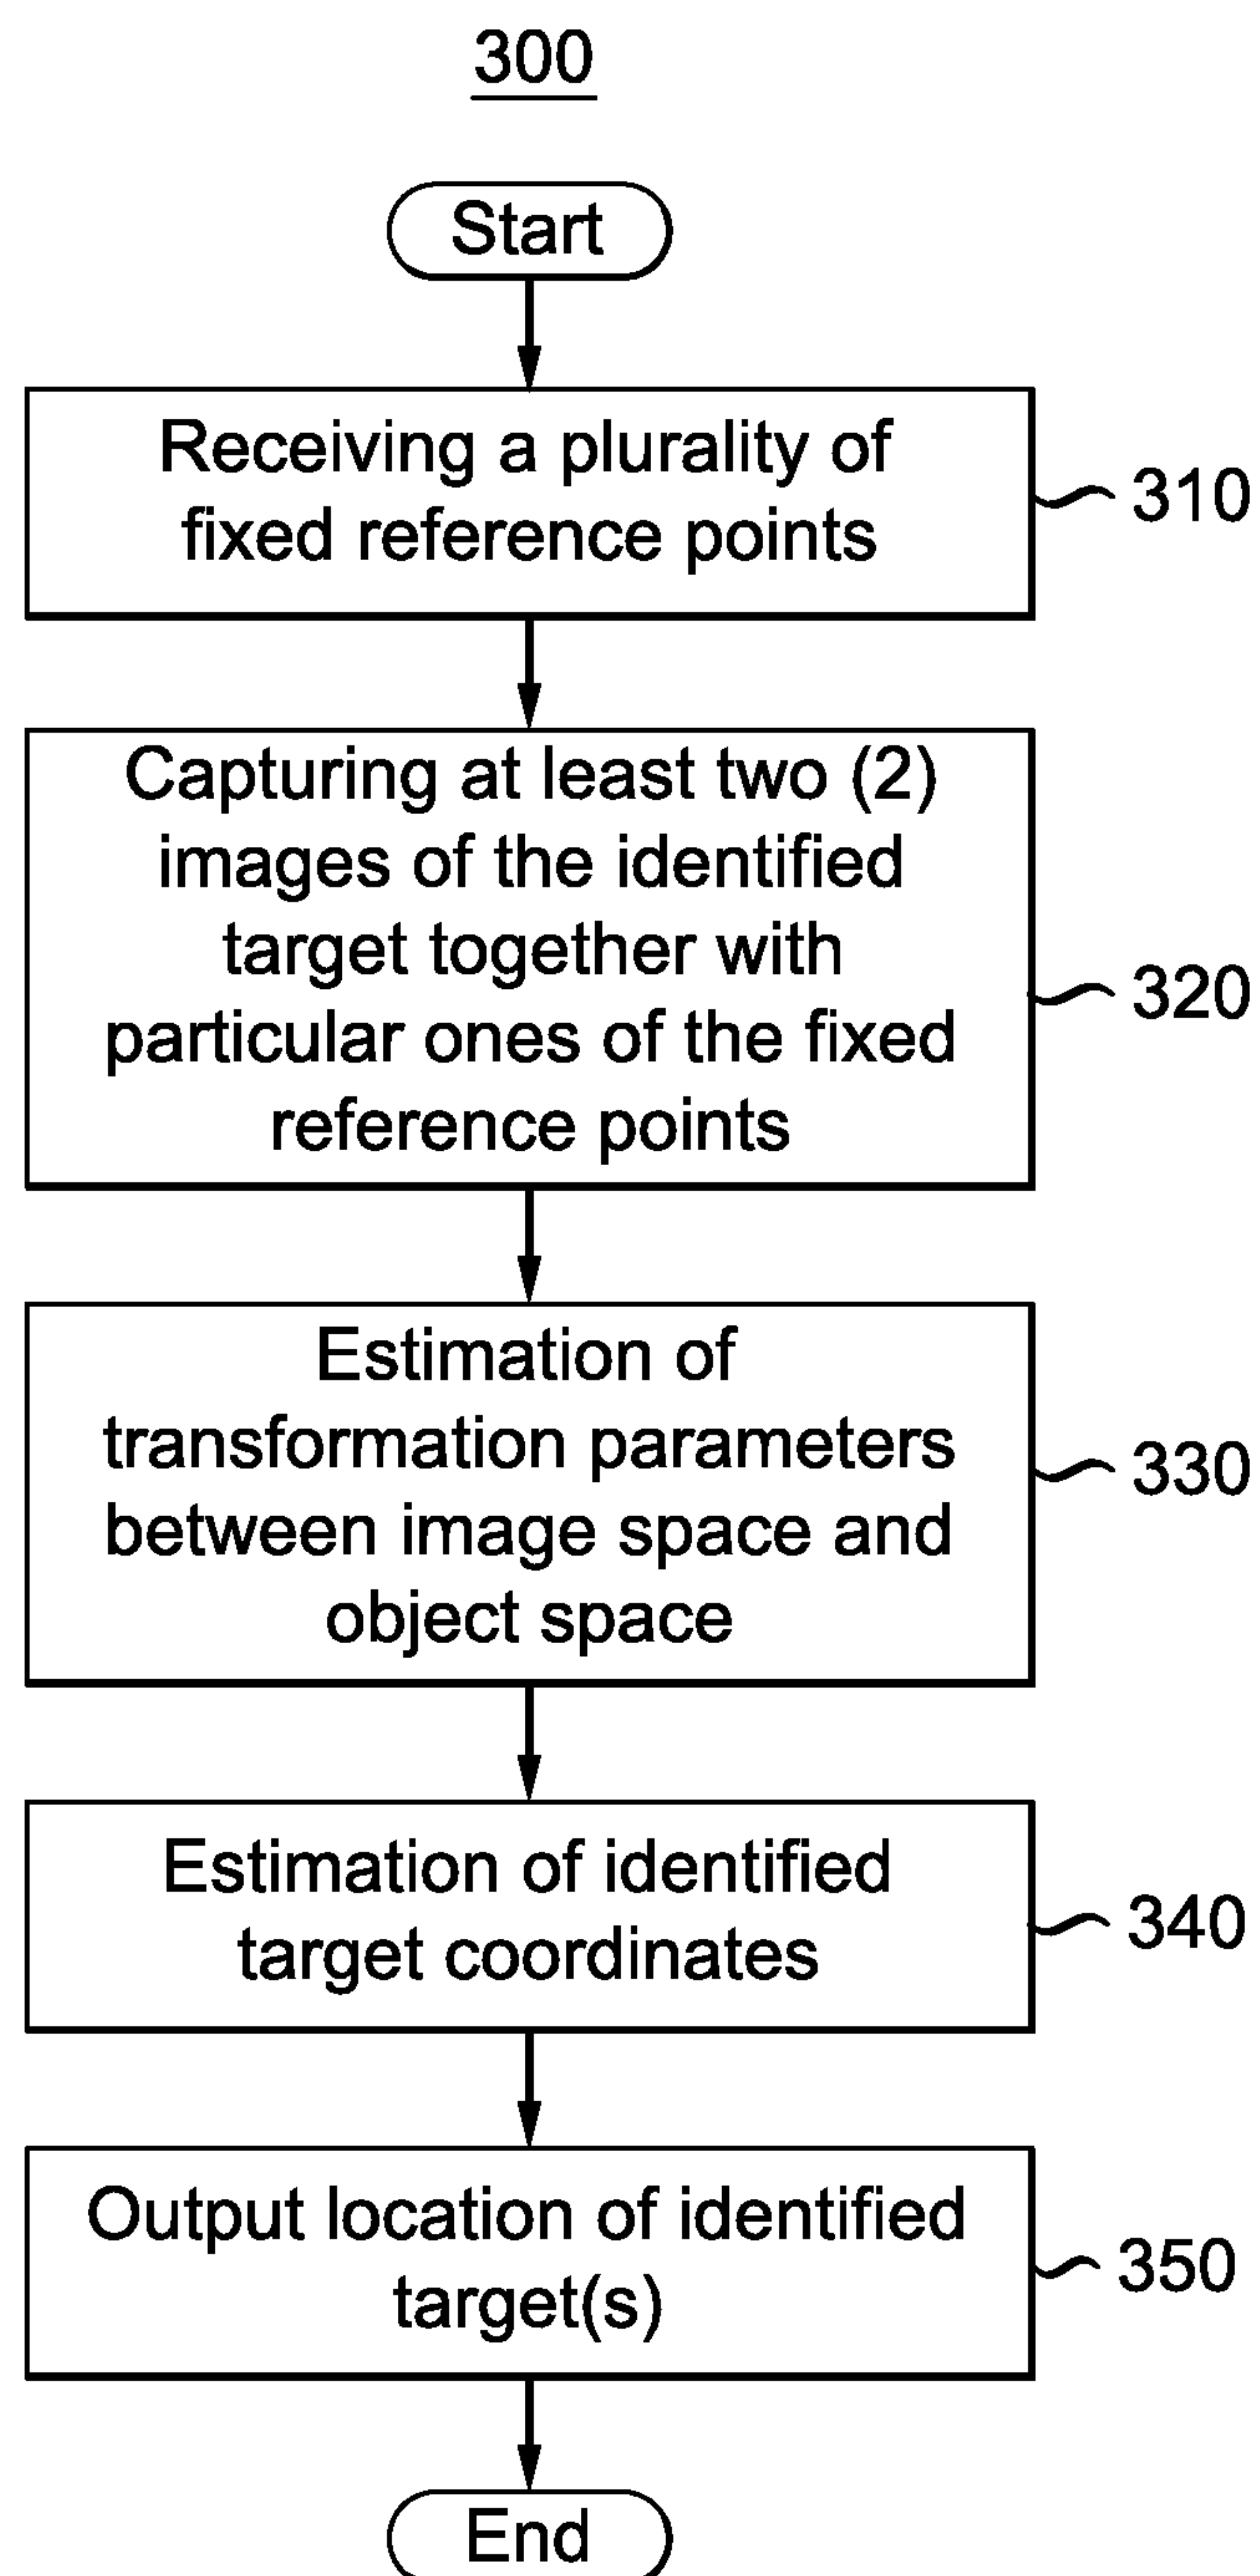 300
Start
Receiving a plurality of
fixed reference points
310
Capturing at least two (2)
images of the identified
target together with
particular ones of the fixed
reference points
320
Estimation of
transformation parameters
between image space and
object space
330
Estimation of identified
target coordinates
340
Output location of identified
target(s)
350
End